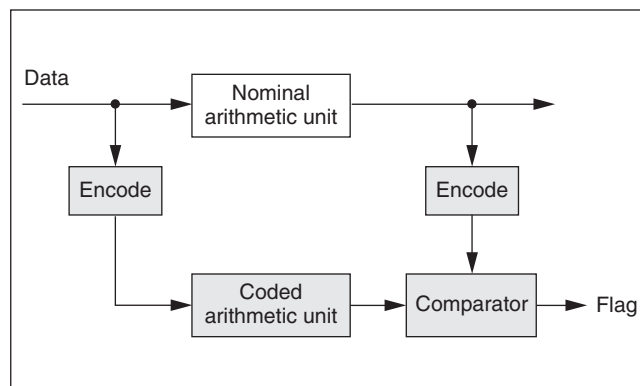 Data
Nominal
arithmetic unit
Encode
Encode
Coded
arithmetic unit
Comparator
Flag